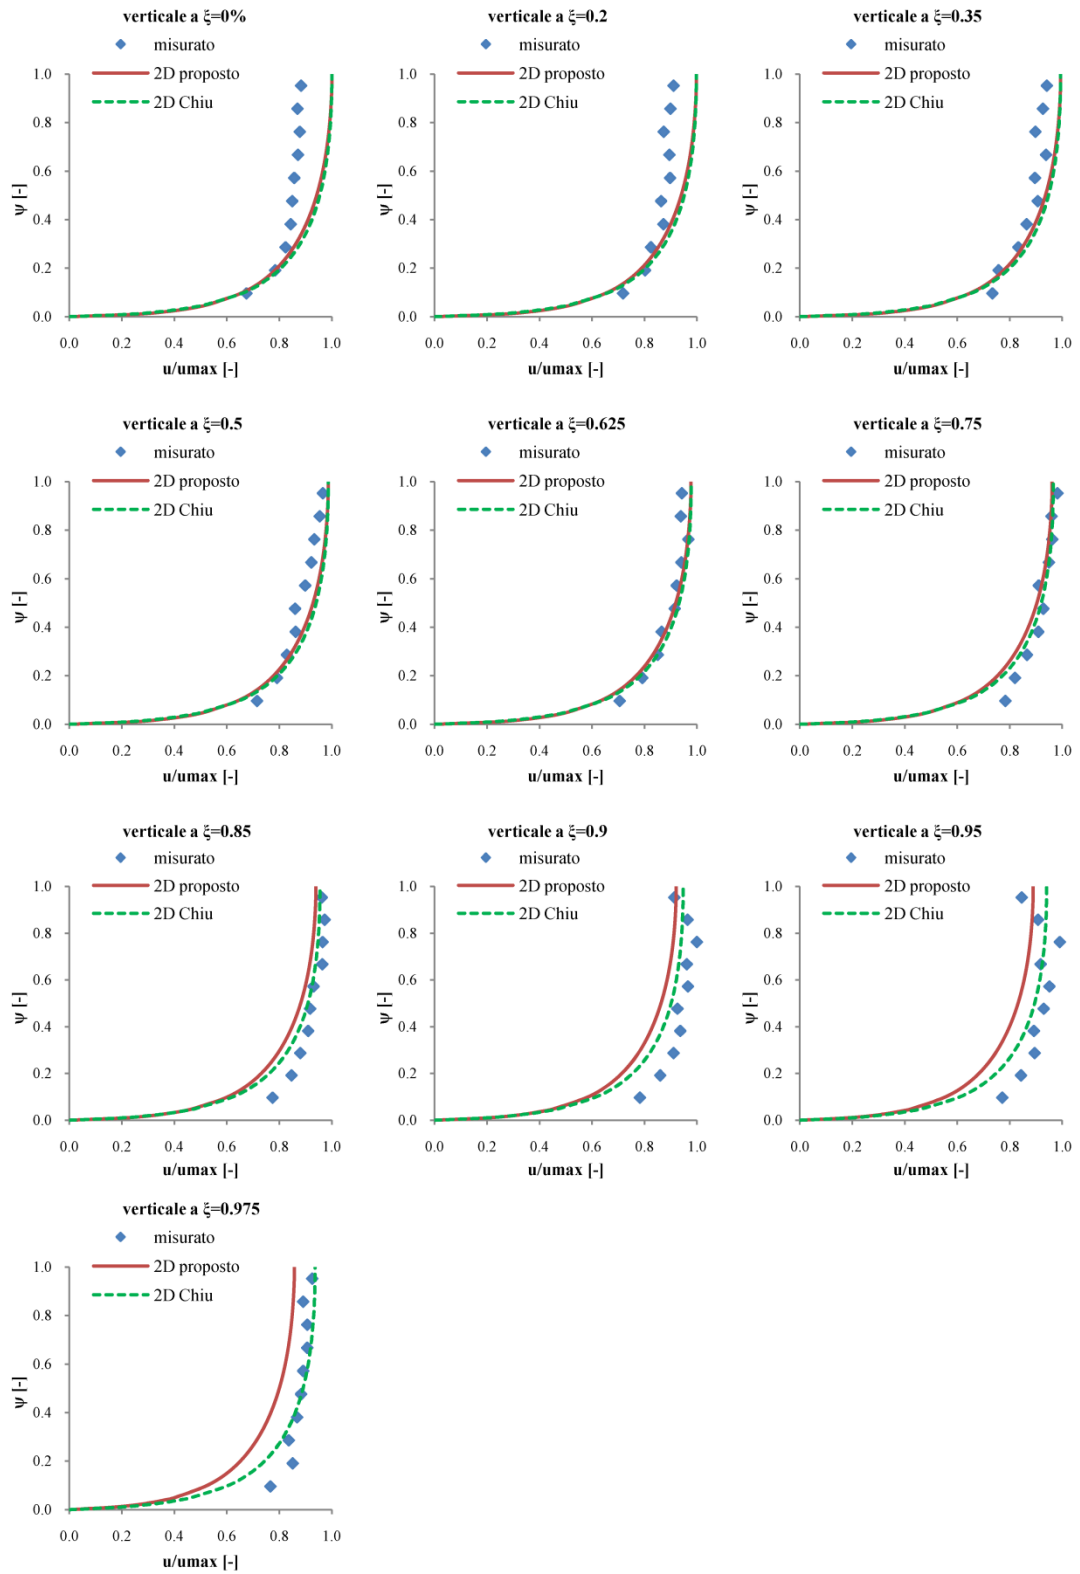 verticale a ξ=0%
misurato
2D proposto
2D Chiu
1.0
0.8
0.6
0.4
0.2
0.0
ψ [-]
0.0 0.2 0.4 0.6 0.8 1.0
u/umax [-]
verticale a ξ=0.2
misurato
2D proposto
2D Chiu
1.0
0.8
0.6
0.4
0.2
0.0
ψ [-]
0.0 0.2 0.4 0.6 0.8 1.0
u/umax [-]
verticale a ξ=0.35
misurato
2D proposto
2D Chiu
1.0
0.8
0.6
0.4
0.2
0.0
ψ [-]
0.0 0.2 0.4 0.6 0.8 1.0
u/umax [-]
verticale a ξ=0.5
misurato
2D proposto
2D Chiu
1.0
0.8
0.6
0.4
0.2
0.0
ψ [-]
0.0 0.2 0.4 0.6 0.8 1.0
u/umax [-]
verticale a ξ=0.625
misurato
2D proposto
2D Chiu
1.0
0.8
0.6
0.4
0.2
0.0
ψ [-]
0.0 0.2 0.4 0.6 0.8 1.0
u/umax [-]
verticale a ξ=0.75
misurato
2D proposto
2D Chiu
1.0
0.8
0.6
0.4
0.2
0.0
ψ [-]
0.0 0.2 0.4 0.6 0.8 1.0
u/umax [-]
verticale a ξ=0.85
misurato
2D proposto
2D Chiu
1.0
0.8
0.6
0.4
0.2
0.0
ψ [-]
0.0 0.2 0.4 0.6 0.8 1.0
u/umax [-]
verticale a ξ=0.9
misurato
2D proposto
2D Chiu
1.0
0.8
0.6
0.4
0.2
0.0
ψ [-]
0.0 0.2 0.4 0.6 0.8 1.0
u/umax [-]
verticale a ξ=0.95
misurato
2D proposto
2D Chiu
1.0
0.8
0.6
0.4
0.2
0.0
ψ [-]
0.0 0.2 0.4 0.6 0.8 1.0
u/umax [-]
verticale a ξ=0.975
misurato
2D proposto
2D Chiu
1.0
0.8
0.6
0.4
0.2
0.0
ψ [-]
0.0 0.2 0.4 0.6 0.8 1.0
u/umax [-]